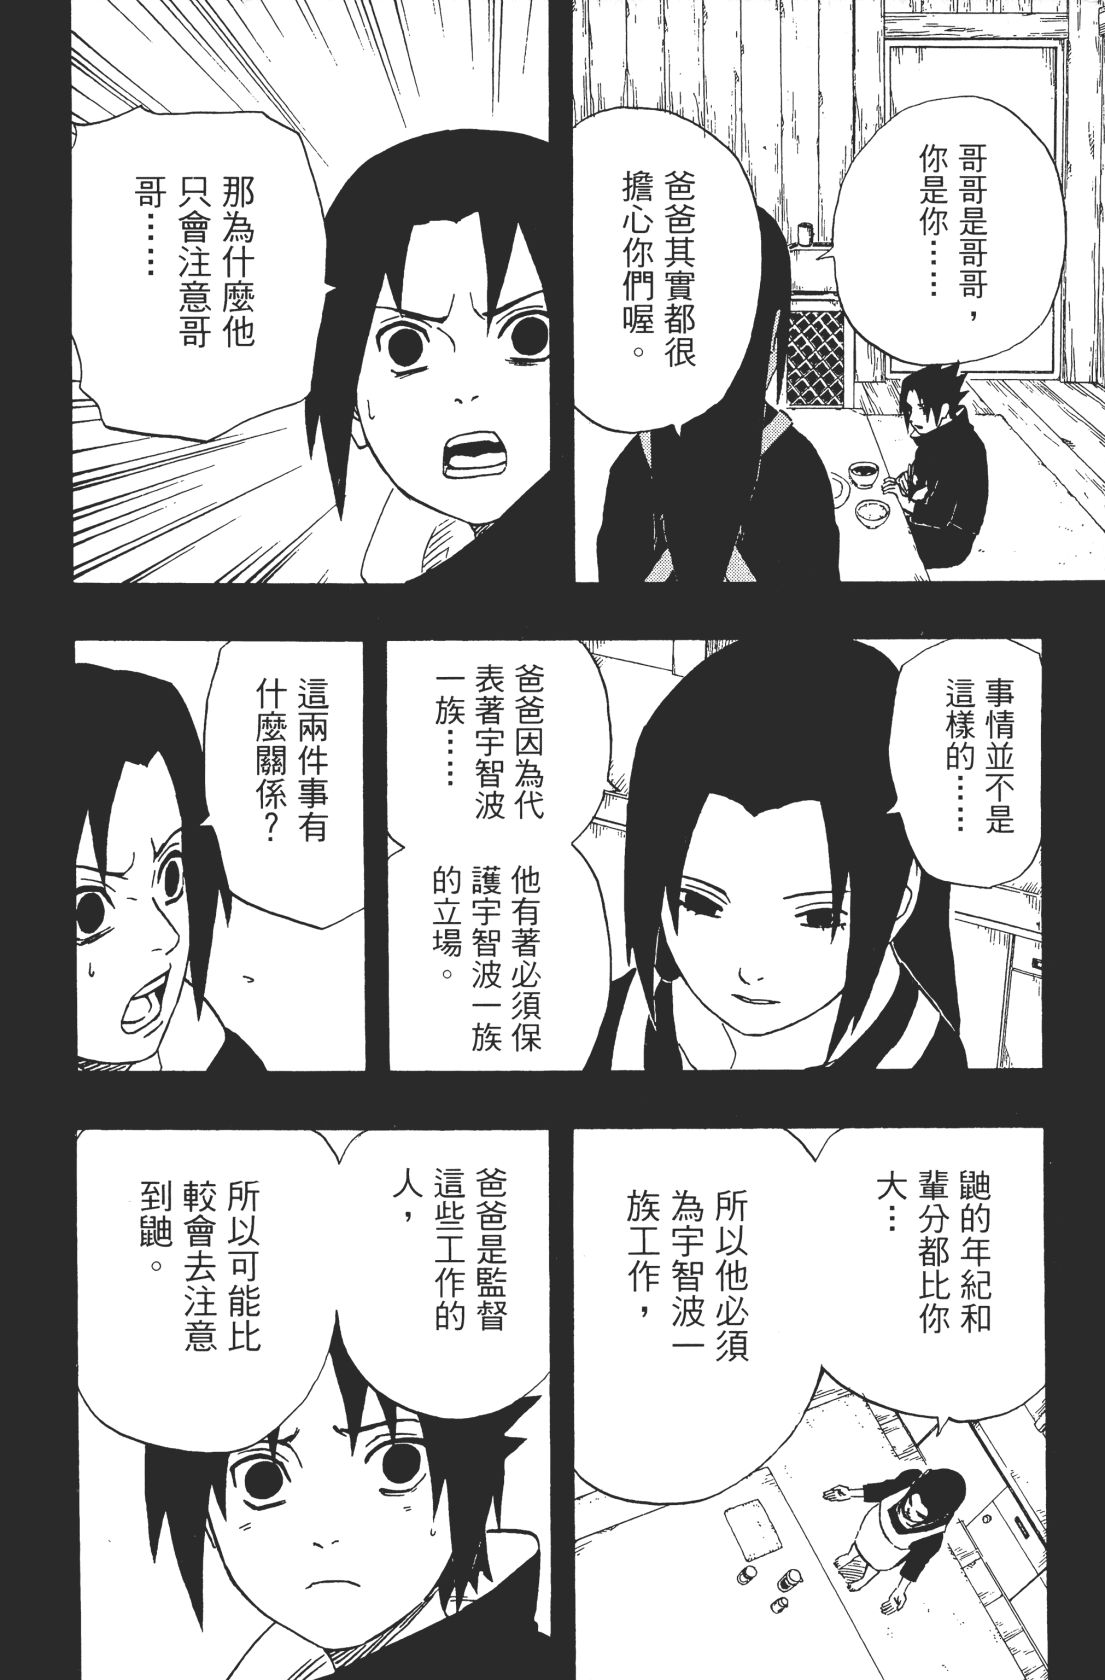 哥哥是哥哥，
你是你……
爸爸其實都很
擔心你們喔。
那為什麼他
只會注意哥
哥……
事情並不是
這樣的……
爸爸因為代
表著宇智波
一族……
他有著必須保
護宇智波一族
的立場。
這兩件事有
什麼關係？
鼬的年紀和
輩分都比你
大…
所以他必須
為宇智波一
族工作，
爸爸是監督
這些工作的
人，
所以可能比
較會去注意
到鼬。